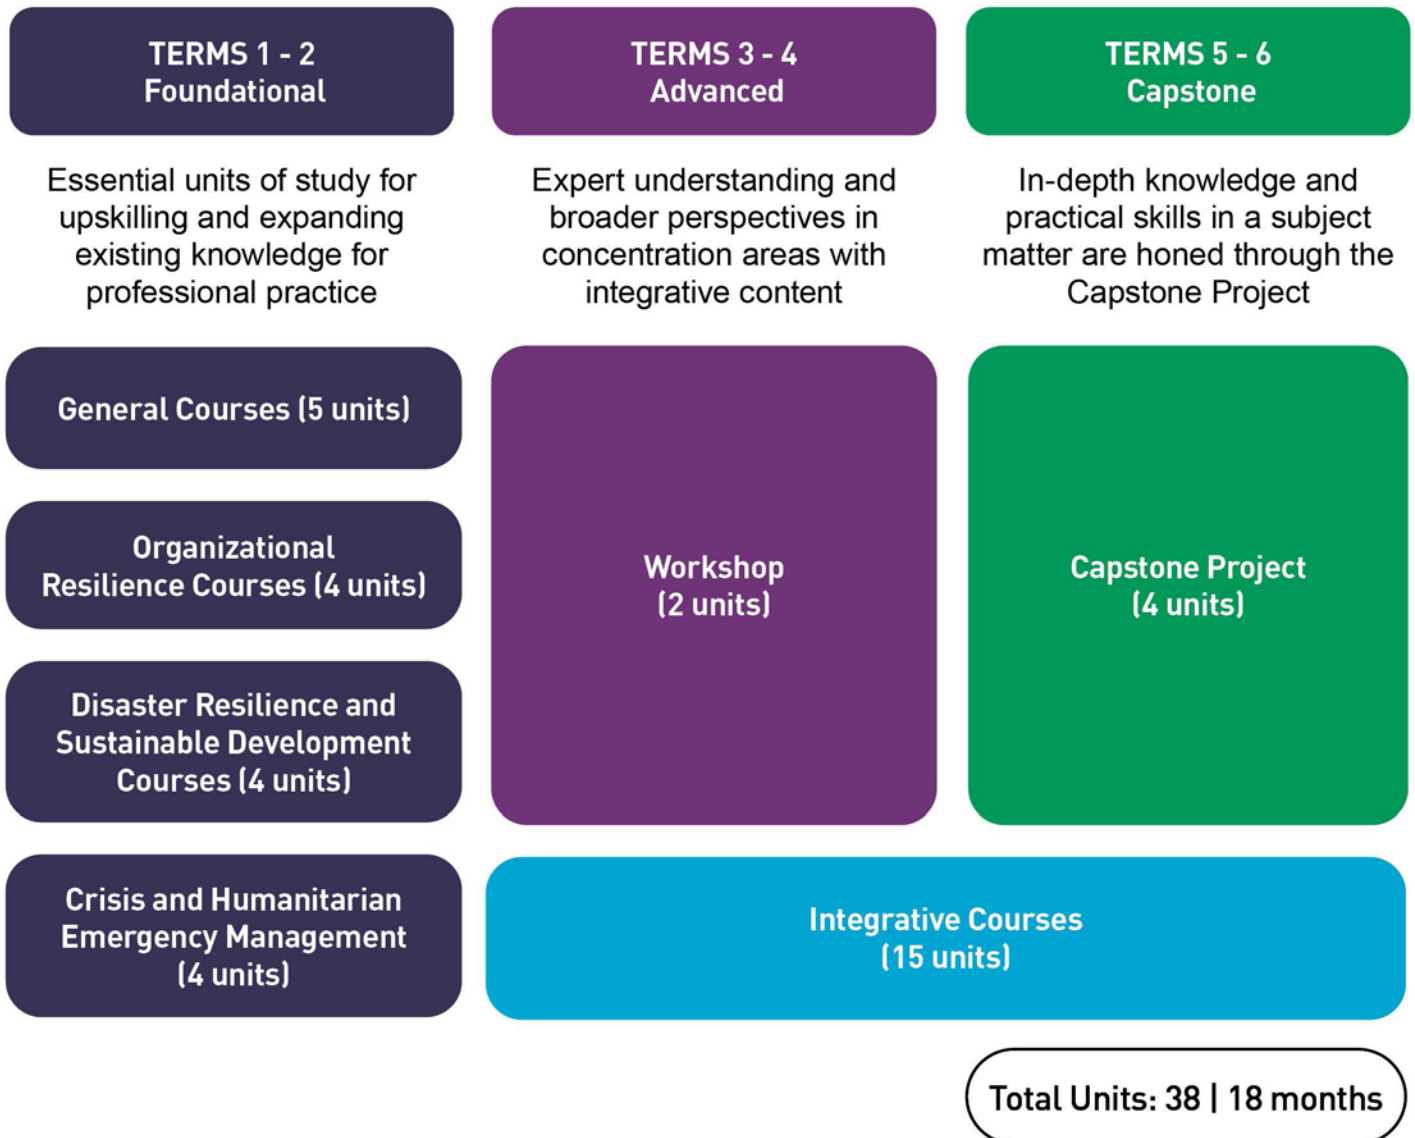 TERMS 1 - 2
Foundational
Essential units of study for
upskilling and expanding
existing knowledge for
professional practice
General Courses (5 units)
Organizational
Resilience Courses (4 units)
Disaster Resilience and
Sustainable Development
Courses (4 units)
Crisis and Humanitarian
Emergency Management
(4 units)
TERMS 3 - 4
Advanced
Expert understanding and
broader perspectives in
concentration areas with
integrative content
Workshop
(2 units)
TERMS 5 - 6
Capstone
In-depth knowledge and
practical skills in a subject
matter are honed through the
Capstone Project
Capstone Project
(4 units)
Integrative Courses
(15 units)
Total Units: 38 | 18 months